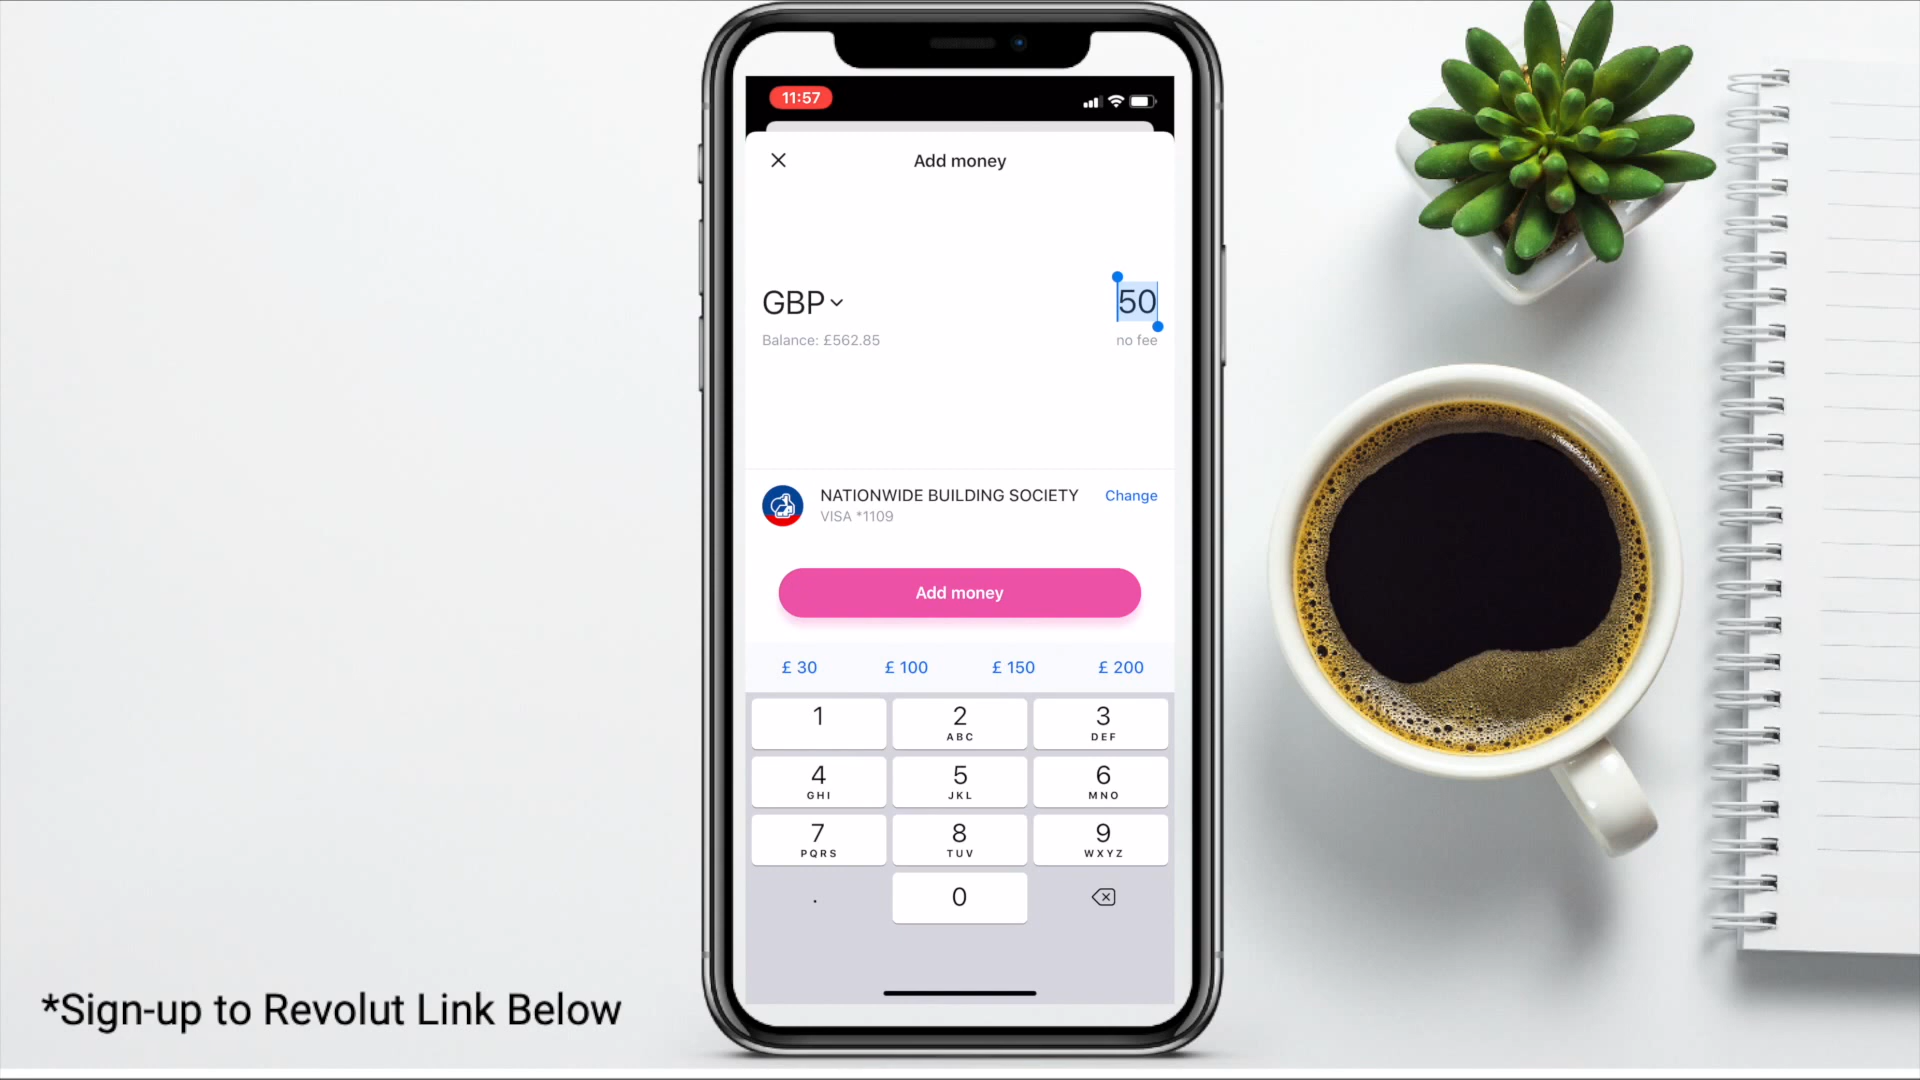 11:57
Add money
GBP
50
Balance: £562.85
no fee
NATIONWIDE BUILDING SOCIETY
Change
VISA *1109
Add money
£ 30
£ 100
£ 150
£ 200
1
2
ABC
3
DEF
4
GHI
5
JKL
6
MNO
7
PQRS
8
TUV
9
WXYZ
.
0
*Sign-up to Revolut Link Below